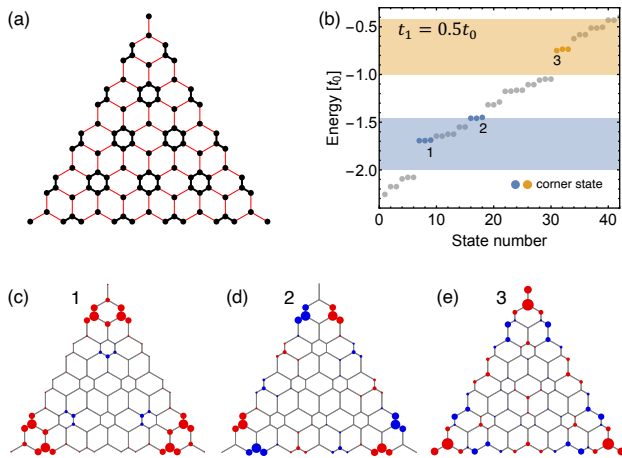 (a)
(b)
t₁ = 0.5t₀
Energy [t₀]
−0.5
−1.0
−1.5
−2.0
3
2
1
corner state
0
10
20
30
40
State number
(c)
1
(d)
2
(e)
3